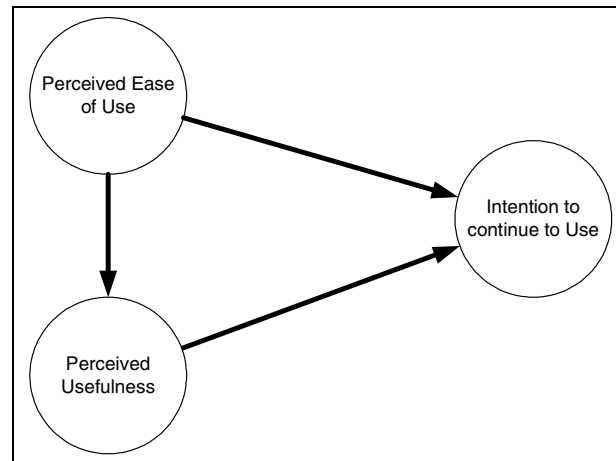 Perceived Ease
of Use
Intention to
continue to Use
Perceived
Usefulness